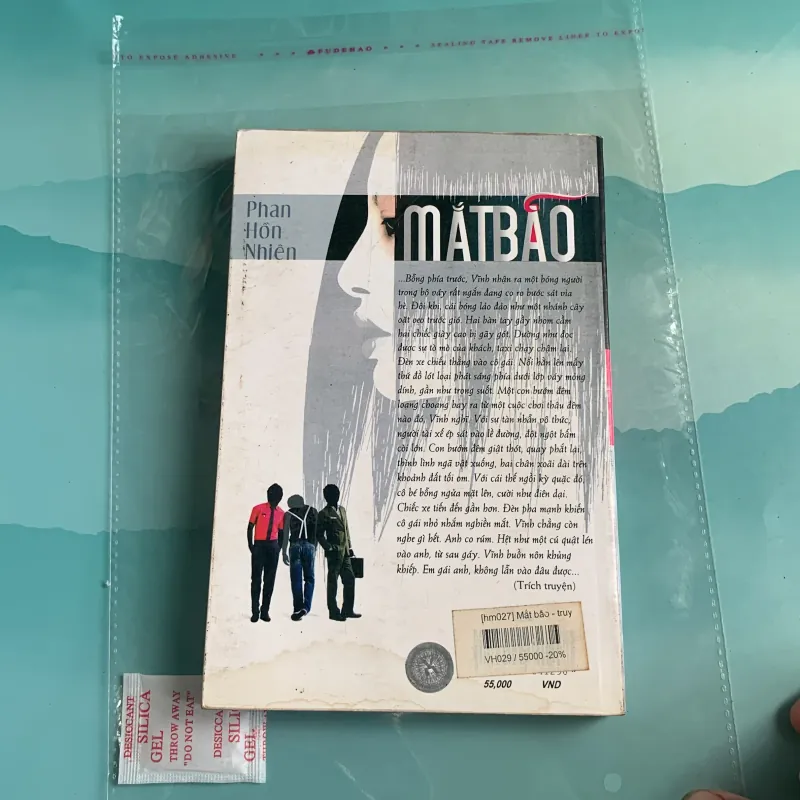 TO EXPOSE ADHESIVE
FUDEBAO
SEALING TAPE REMOVE LINER TO EXPO
Phan
Hồn
Nhiên
MẮT BÃO
...Bỗng phía trước, Vĩnh nhận ra một bóng người
trong bộ váy rất ngắn đang co ro bước sát vỉa
hè. Đôi khi, cái bóng lảo đảo như một nhánh cây
oặt ẹo trước gió. Hai bàn tay gầy nhom cầm
hai chiếc giày cao bị gãy gót. Dường như đọc
được sự tò mò của khách, taxi chạy chậm lại.
Đèn xe chiếu thẳng vào cô gái. Nổi hằn lên mấy
thứ đồ lót loại phát sáng phía dưới lớp váy mỏng
dính, gần như trong suốt. Một con bướm đêm
loạng choạng bay ra từ một cuộc chơi thâu đêm
nào đó, Vĩnh nghĩ. Với sự tàn nhẫn vô thức,
người tài xế ép sát vào lề đường, đột ngột bấm
còi lớn. Con bướm đêm giật thót, quay phắt lại,
thình lình ngã vật xuống, hai chân xoãi dài trên
khoảnh đất tối om. Với cái thế ngồi kỳ quặc đó,
cô bé bỗng ngửa mặt lên, cười như điên dại.
Chiếc xe tiến đến gần hơn. Đèn pha mạnh khiến
cô gái nhỏ nhắm nghiền mắt. Vĩnh chẳng còn
nghe gì hết. Anh co rúm. Hệt như một cú quật lén
vào anh, từ sau gáy. Vĩnh buồn nôn khủng
khiếp. Em gái anh, không lẫn vào đâu được...
(Trích truyện)
[hm027] Mắt bão - truy
VH029 / 55000 -20%
55,000 VND
DESICCANT
SILICA
GEL
THROW AWAY
"DO NOT EAT"
DESICCANT
SILICA
GEL